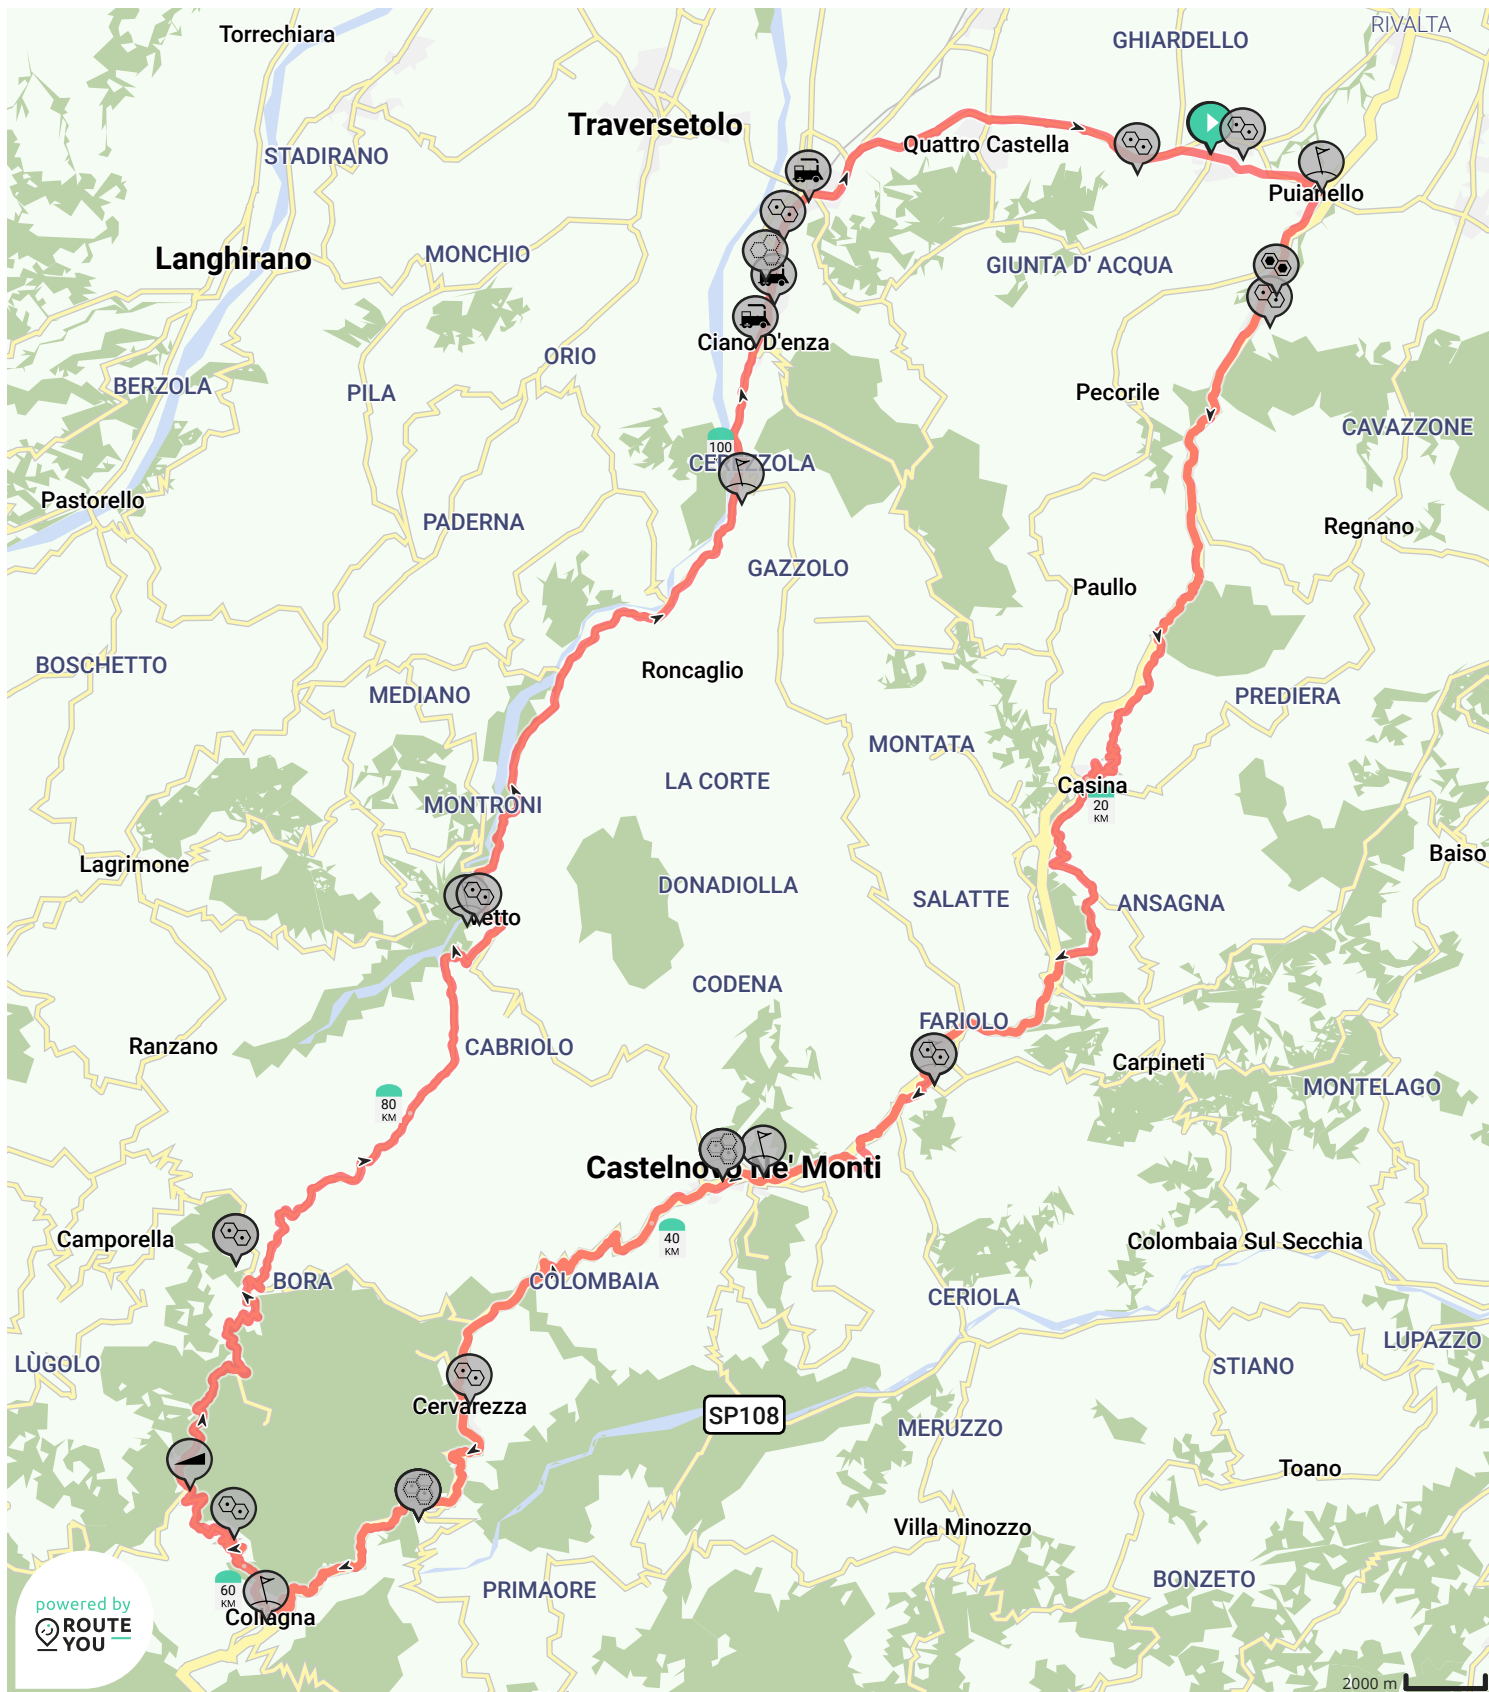 RIVALTA
Torrechiara
GHIARDELLO
Traversetolo
Quattro Castella
STADIRANO
Puianello
MONCHIO
Langhirano
GIUNTA D' ACQUA
Ciano D'enza
ORIO
BERZOLA
PILA
Pecorile
CAVAZZONE
100
Pastorello
PADERNA
Regnano
GAZZOLO
Paullo
BOSCHETTO
Roncaglio
MEDIANO
PREDIERA
MONTATA
LA CORTE
Casina
20
KM
MONTRONI
Baiso
Lagrimone
DONADIOLLA
SALATTE
ANSAGNA
CODENA
FARIOLO
Ranzano
CABRIOLO
Carpineti
MONTELAGO
80
KM
Castelnovo Ne' Monti
Camporella
40
KM
Colombaia Sul Secchia
BORA
COLOMBAIA
CERIOLA
LÙGOLO
LUPAZZO
STIANO
Cervarezza
SP108
MERUZZO
Toano
Villa Minozzo
PRIMAORE
BONZETO
60
KM
Collagna
powered by
ROUTE
YOU
2000 m